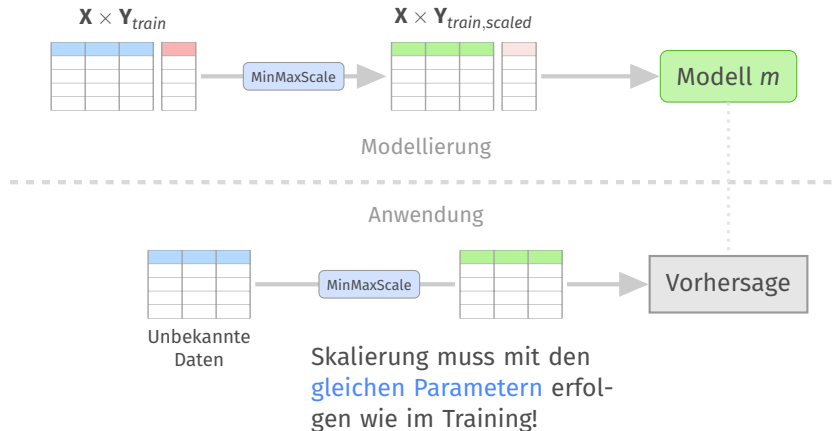 X × Y_train
X × Y_train,scaled
MinMaxScale
Modell m
Modellierung
Anwendung
MinMaxScale
Vorhersage
Unbekannte
Daten
Skalierung muss mit den
gleichen Parametern erfol-
gen wie im Training!